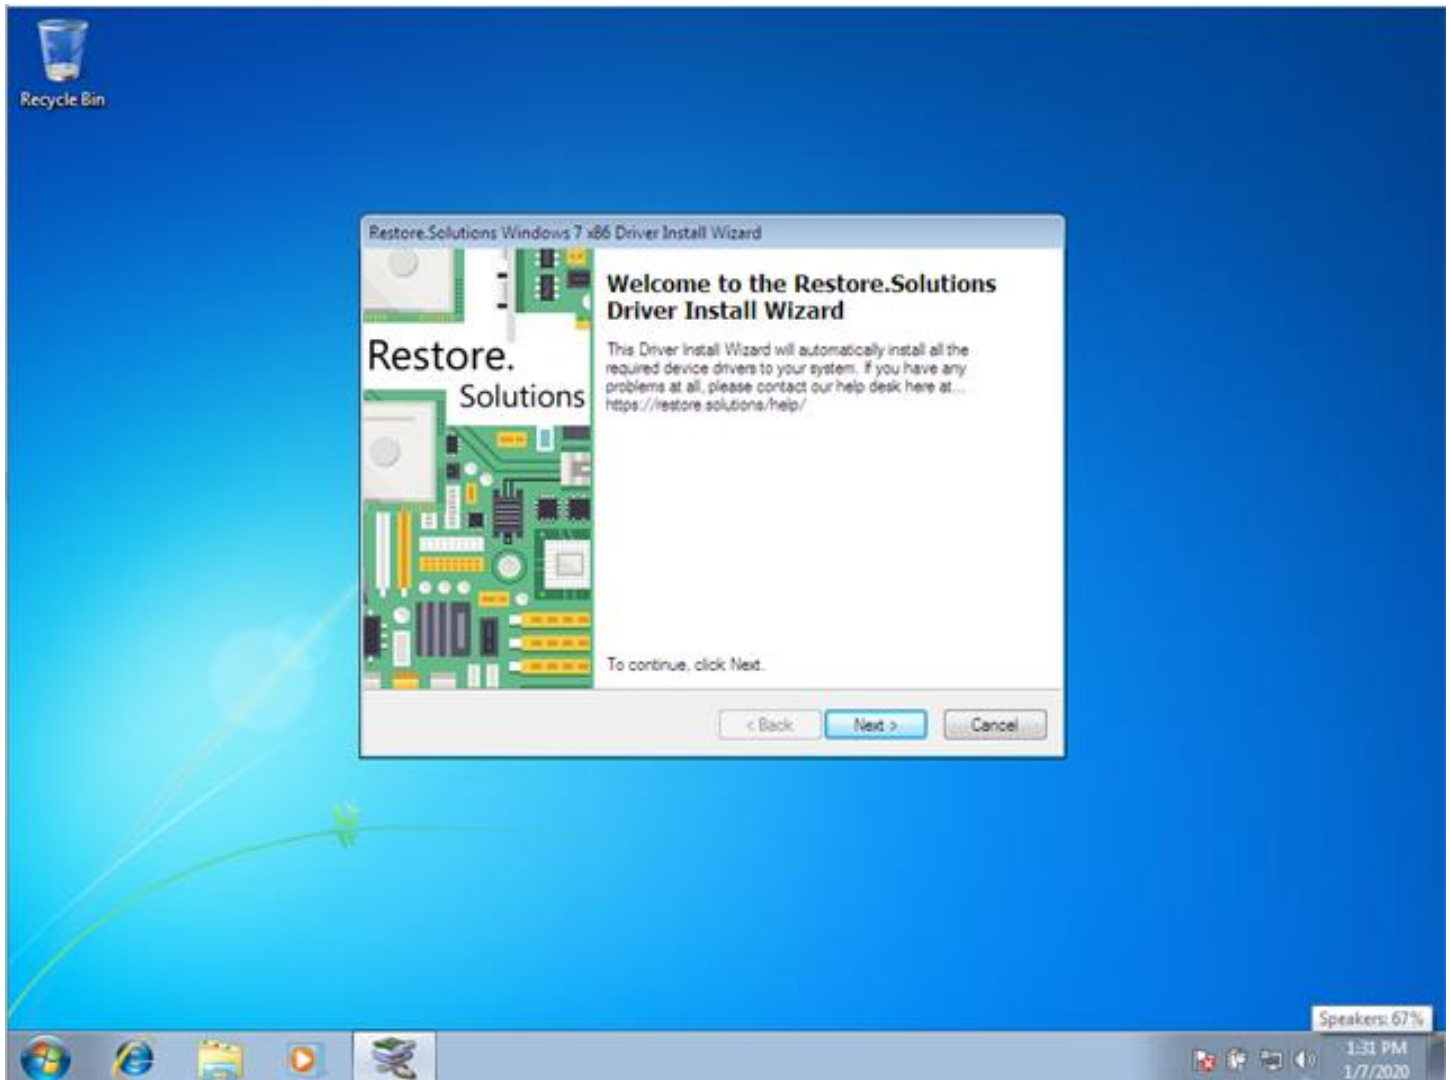 Recycle Bin
Restore.Solutions Windows 7 x86 Driver Install Wizard
Restore.
Solutions
Welcome to the Restore.Solutions
Driver Install Wizard
This Driver Install Wizard will automatically install all the
required device drivers to your system. If you have any
problems at all, please contact our help desk here at...
https://restore.solutions/help/
To continue, click Next.
< Back
Next >
Cancel
Speakers: 67%
1:31 PM
1/7/2020